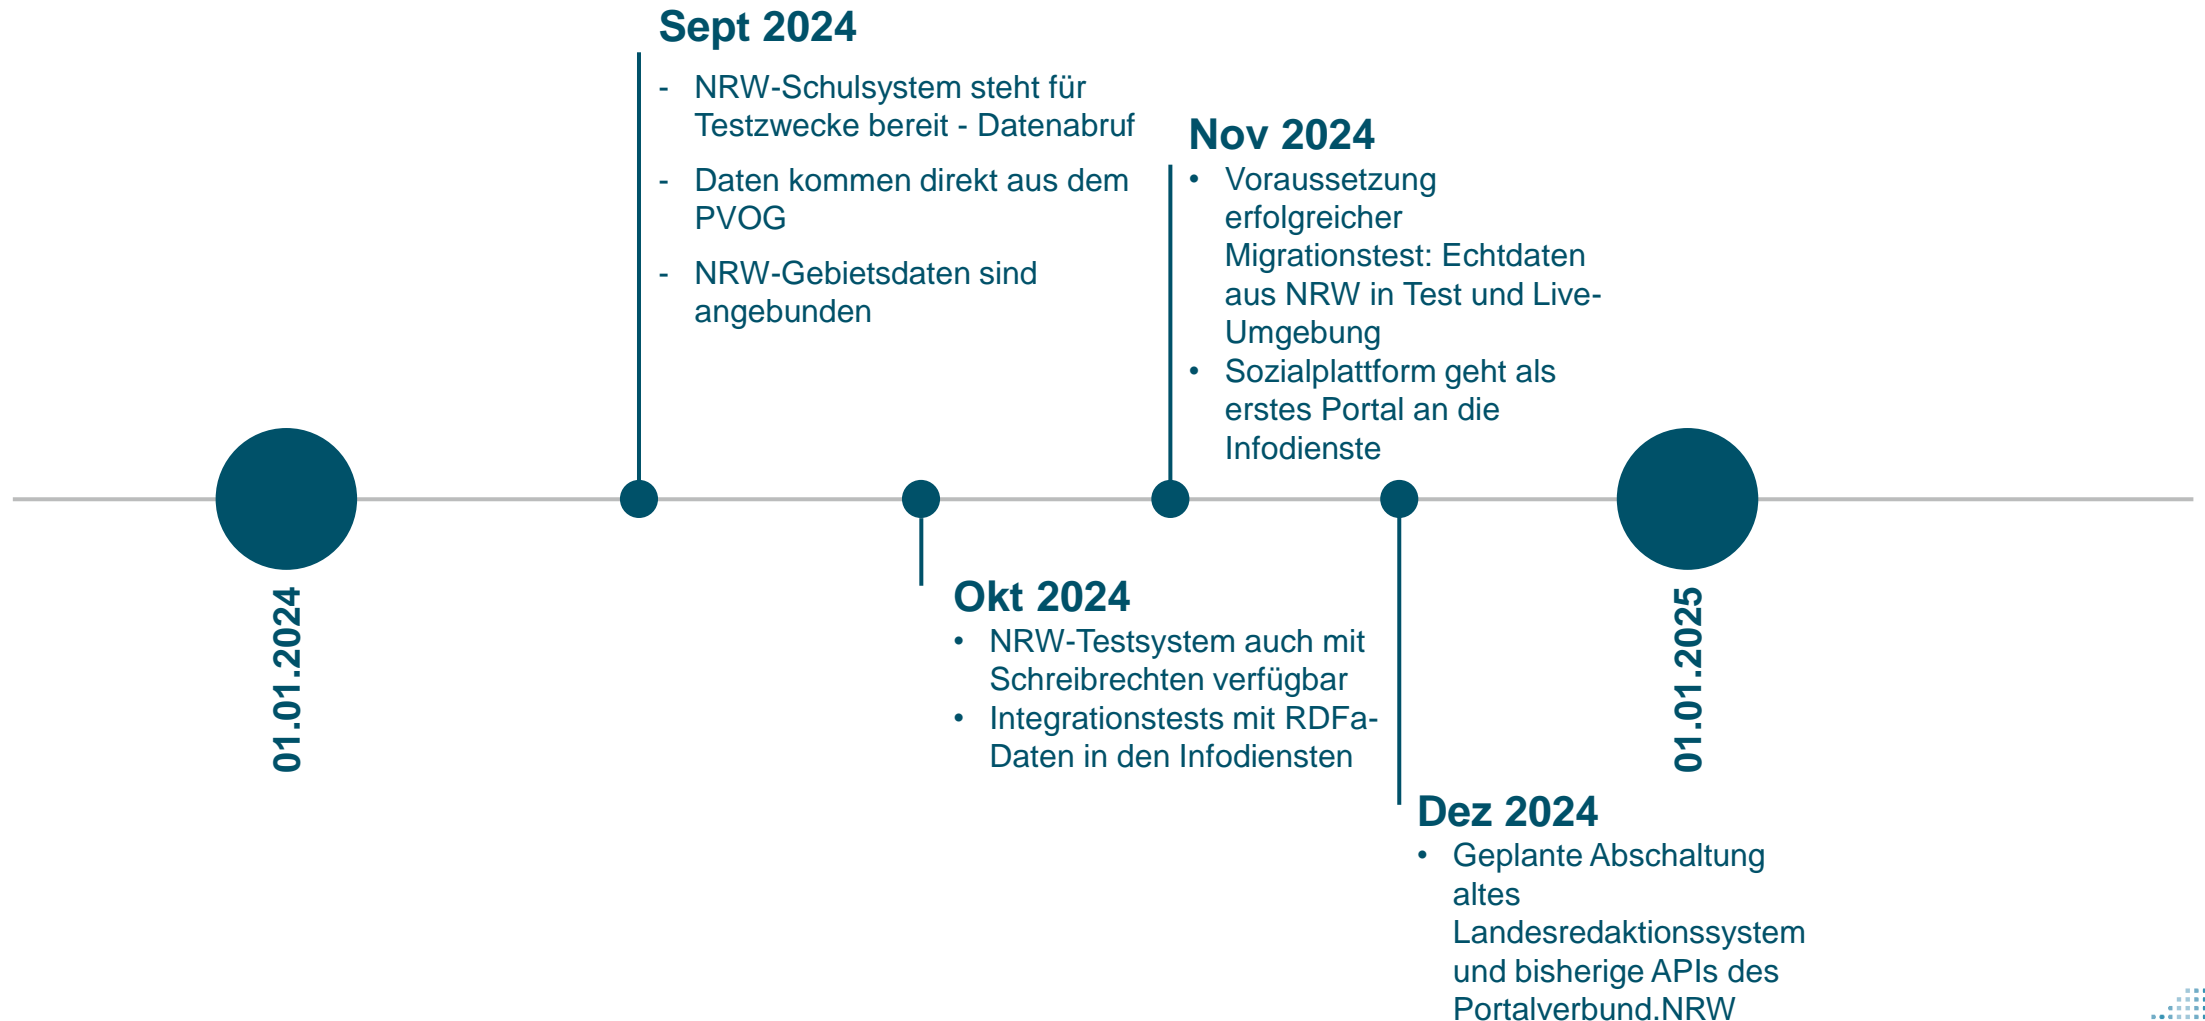 Sept 2024
- NRW-Schulsystem steht für
Testzwecke bereit - Datenabruf
- Daten kommen direkt aus dem
PVOG
- NRW-Gebietsdaten sind
angebunden
Nov 2024
• Voraussetzung
erfolgreicher
Migrationstest: Echtdaten
aus NRW in Test und Live-
Umgebung
• Sozialplattform geht als
erstes Portal an die
Infodienste
01.01.2024
Okt 2024
• NRW-Testsystem auch mit
Schreibrechten verfügbar
• Integrationstests mit RDFa-
Daten in den Infodiensten
01.01.2025
Dez 2024
• Geplante Abschaltung
altes
Landesredaktionssystem
und bisherige APIs des
Portalverbund.NRW